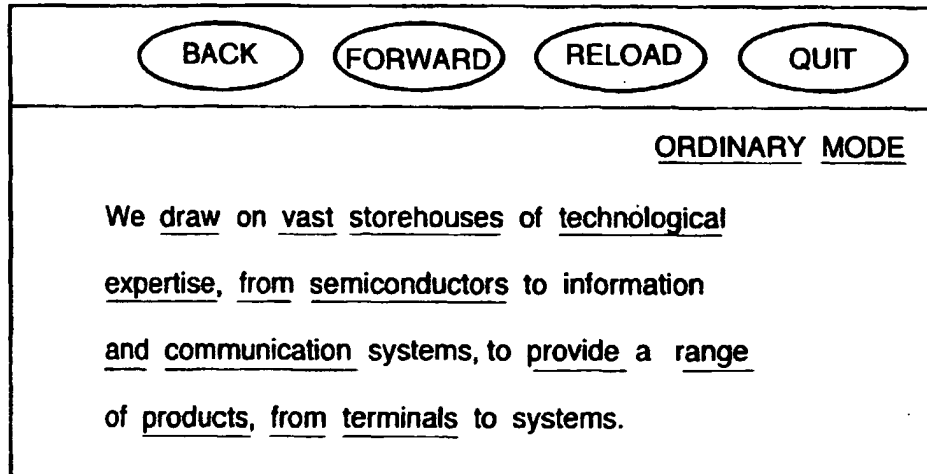 BACK FORWARD RELOAD QUIT
ORDINARY MODE
We draw on vast storehouses of technological
expertise, from semiconductors to information
and communication systems, to provide a range
of products, from terminals to systems.